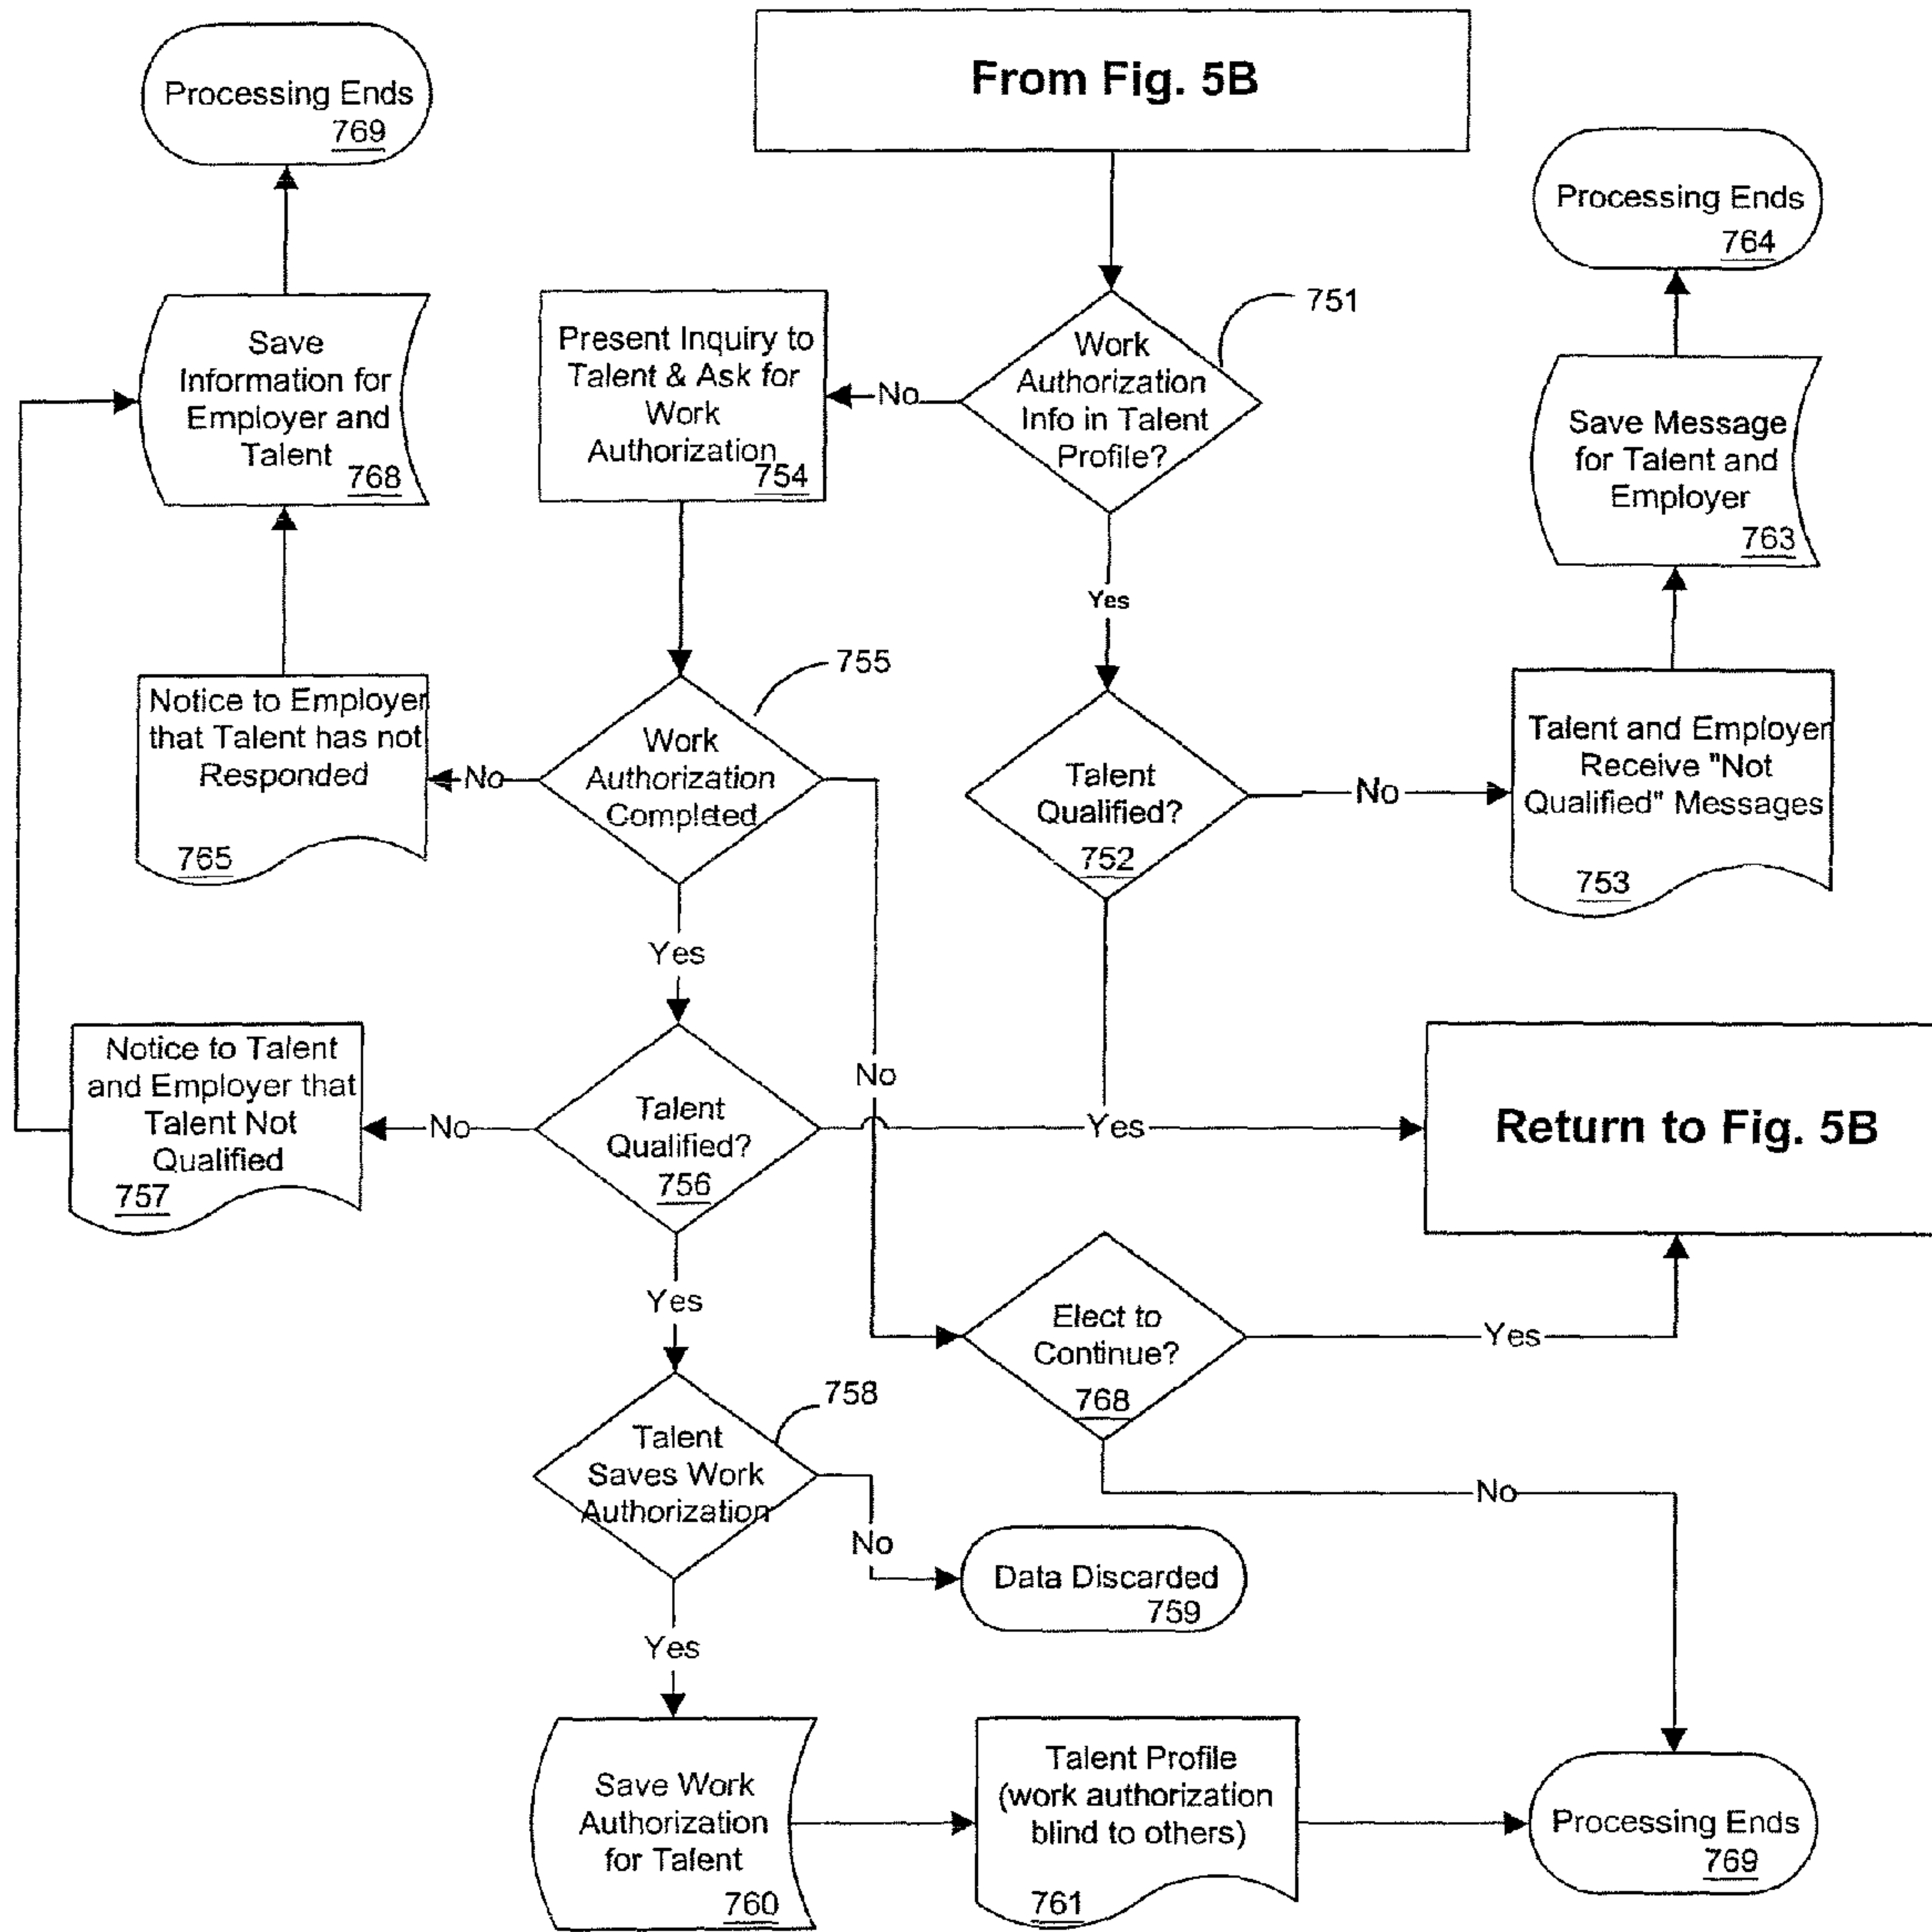 Processing Ends
769
From Fig. 5B
Processing Ends
764
751
Save
Information for
Employer and
Talent
768
Present Inquiry to
Talent & Ask for
Work
Authorization
754
No
Work
Authorization
Info in Talent
Profile?
Save Message
for Talent and
Employer
763
Yes
755
Notice to Employer
that Talent has not
Responded
765
No
Work
Authorization
Completed
Talent
Qualified?
752
No
Talent and Employer
Receive "Not
Qualified" Messages
753
Yes
No
Notice to Talent
and Employer that
Talent Not
Qualified
757
No
Talent
Qualified?
756
Yes
Return to Fig. 5B
Yes
Elect to
Continue?
768
Yes
758
Talent
Saves Work
Authorization
No
No
Data Discarded
759
Yes
Save Work
Authorization
for Talent
760
Talent Profile
(work authorization
blind to others)
761
Processing Ends
769